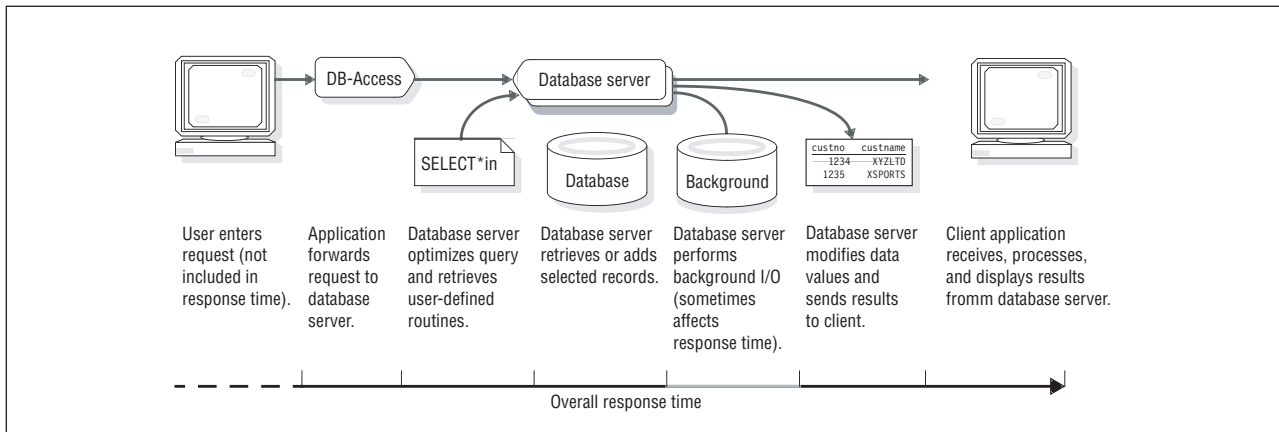 DB-Access
Database server
SELECT*in
Database
Background
custno custname
1234 XYZLTD
1235 XSPORTS
User enters
request (not
included in
response time).
Application
forwards
request to
database
server.
Database server
optimizes query
and retrieves
user-defined
routines.
Database server
retrieves or adds
selected records.
Database server
performs
background I/O
(sometimes
affects
response time).
Database server
modifies data
values and
sends results
to client.
Client application
receives, processes,
and displays results
fromm database server.
Overall response time